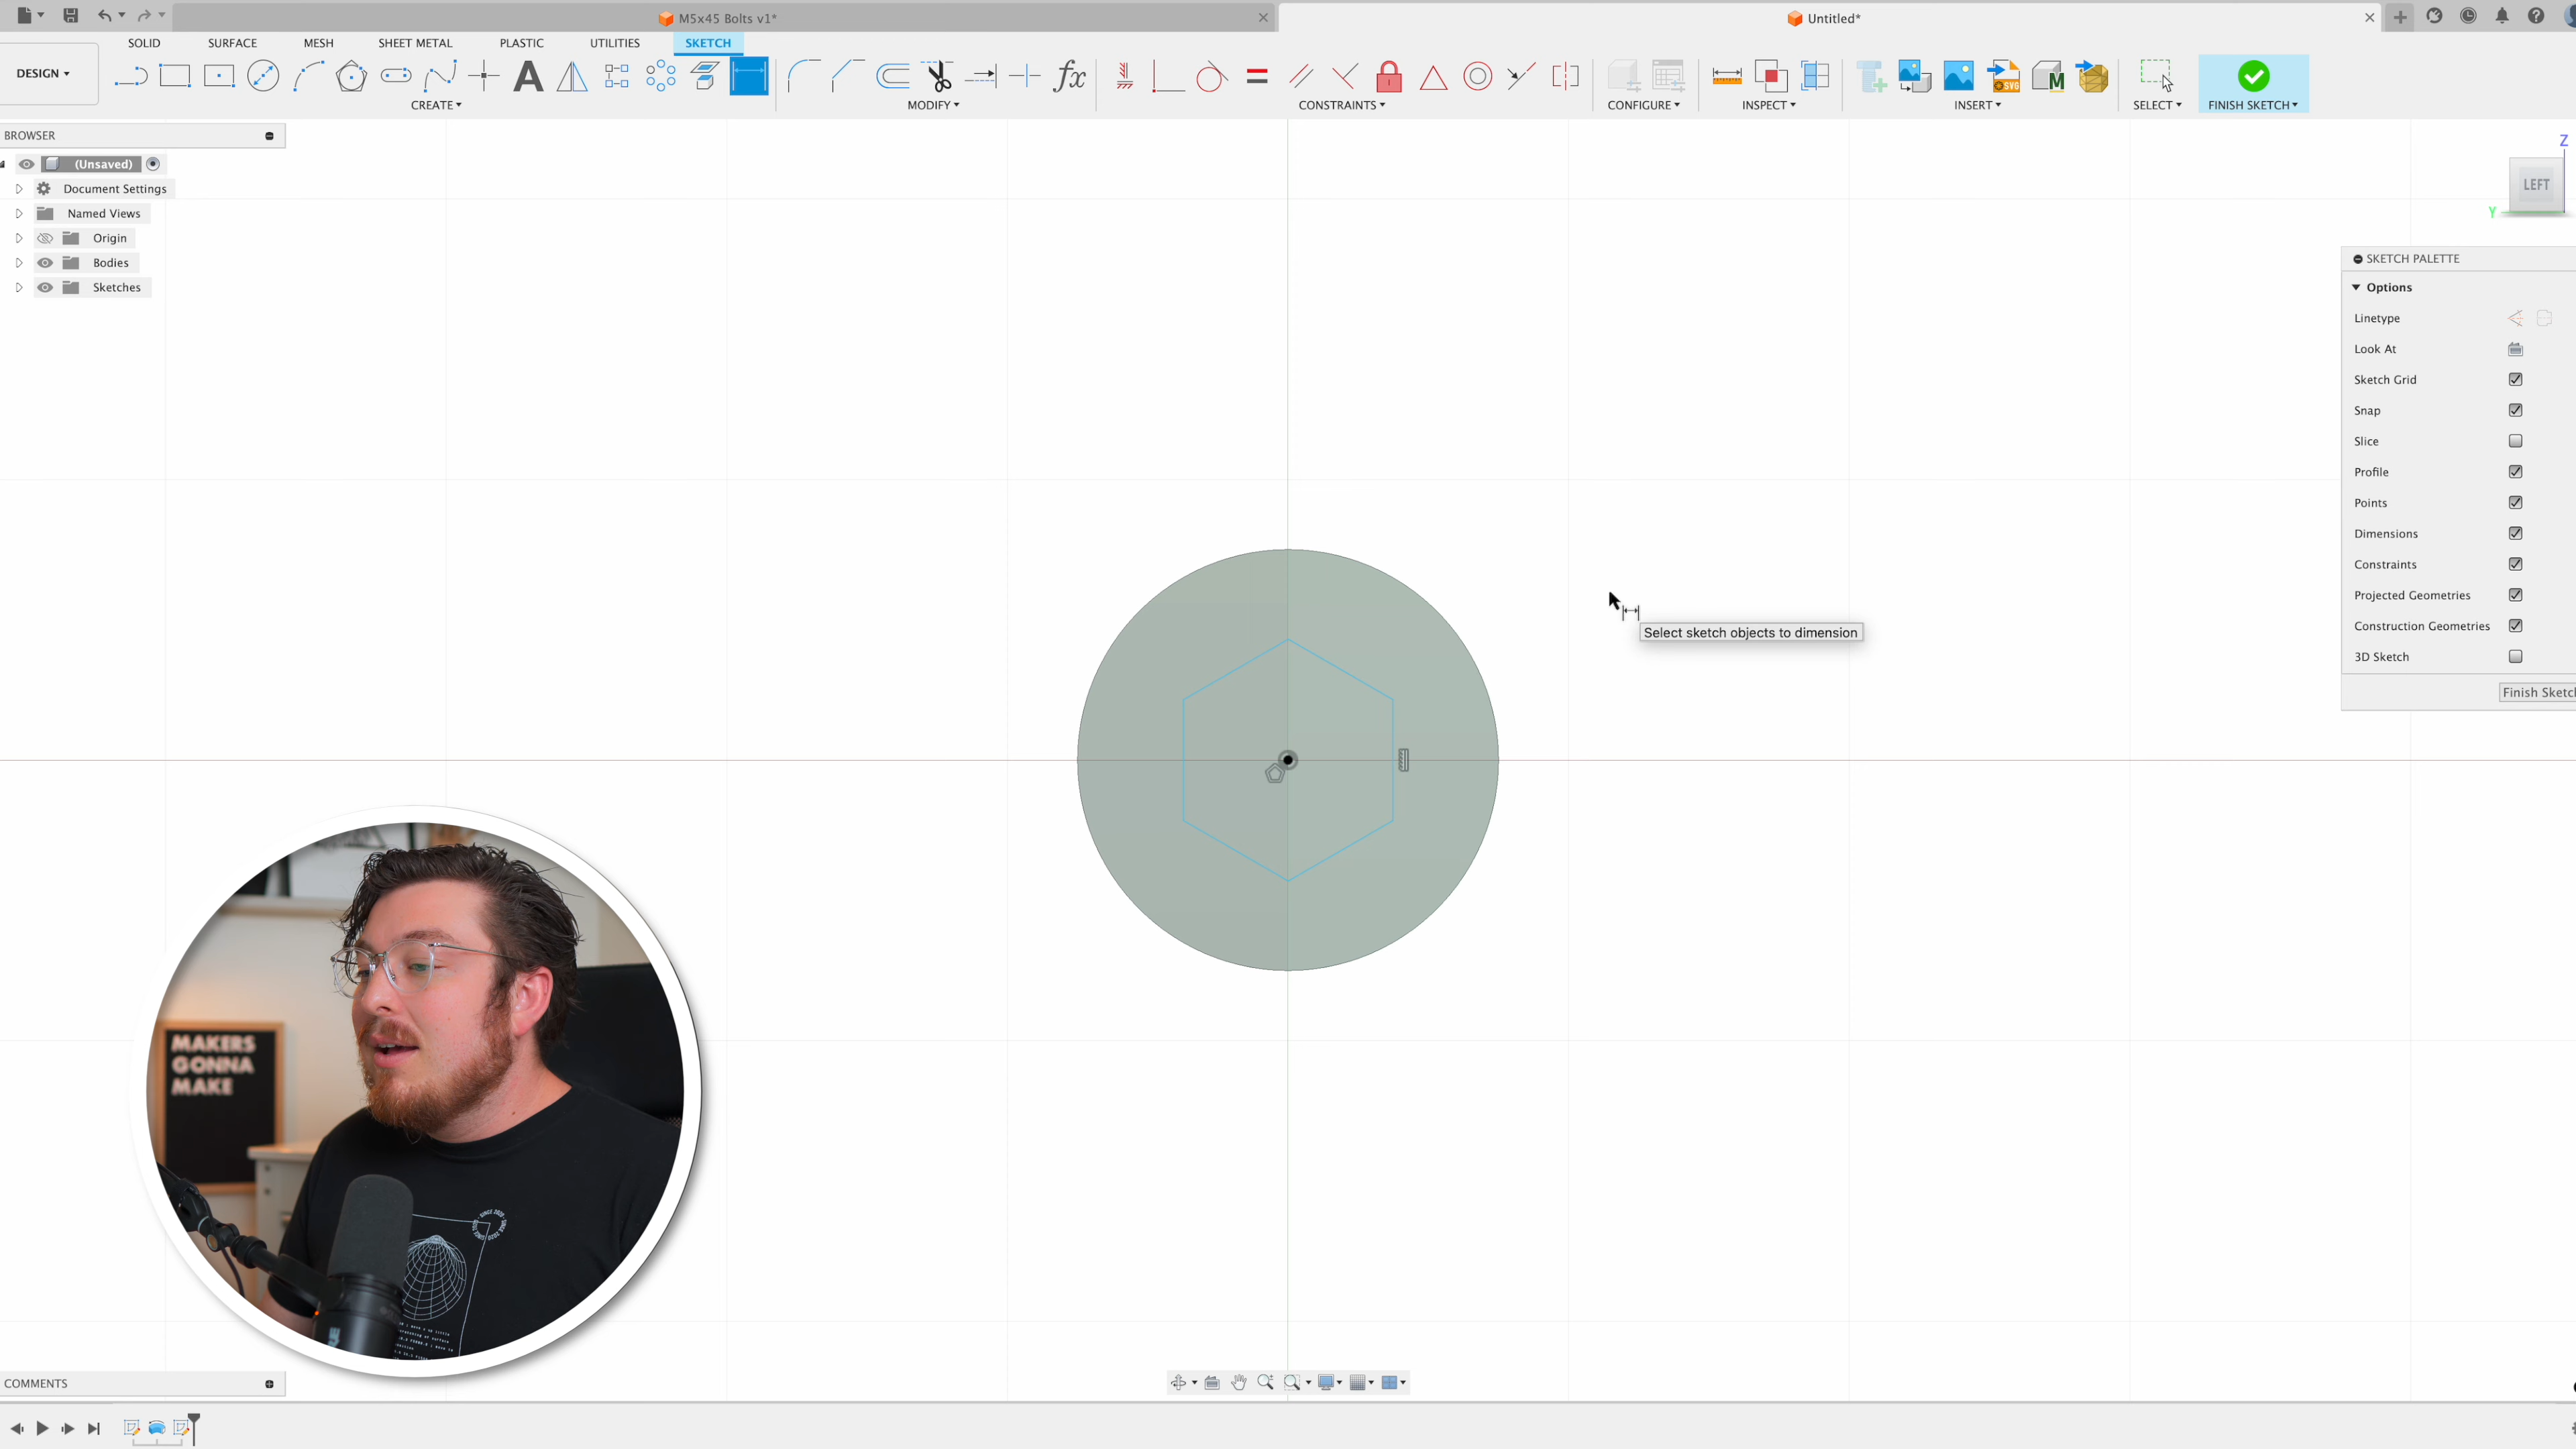 M5x45 Bolts v1*
Untitled*
SOLID SURFACE MESH SHEET METAL PLASTIC UTILITIES SKETCH
DESIGN
CREATE MODIFY CONSTRAINTS CONFIGURE INSPECT INSERT SELECT FINISH SKETCH
BROWSER
(Unsaved)
Document Settings
Named Views
Origin
Bodies
Sketches
Z
LEFT
Y
SKETCH PALETTE
Options
Linetype
Look At
Sketch Grid
Snap
Slice
Profile
Points
Dimensions
Constraints
Projected Geometries
Construction Geometries
3D Sketch
Finish Sketch
Select sketch objects to dimension
MAKERS
GONNA
MAKE
COMMENTS